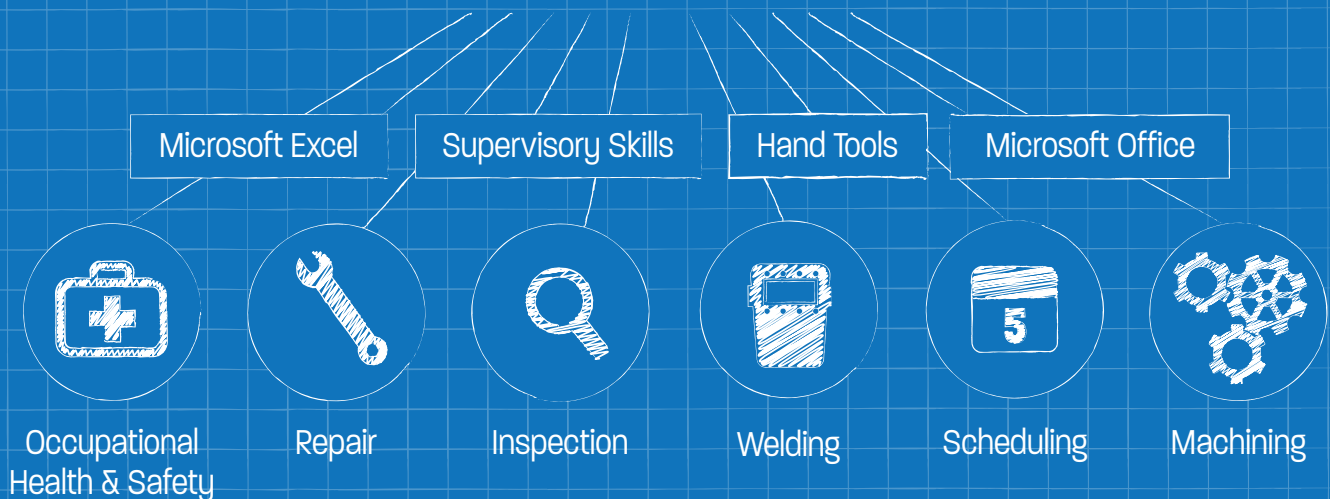 Microsoft Excel
Supervisory Skills
Hand Tools
Microsoft Office
5
Occupational
Health & Safety
Repair
Inspection
Welding
Scheduling
Machining